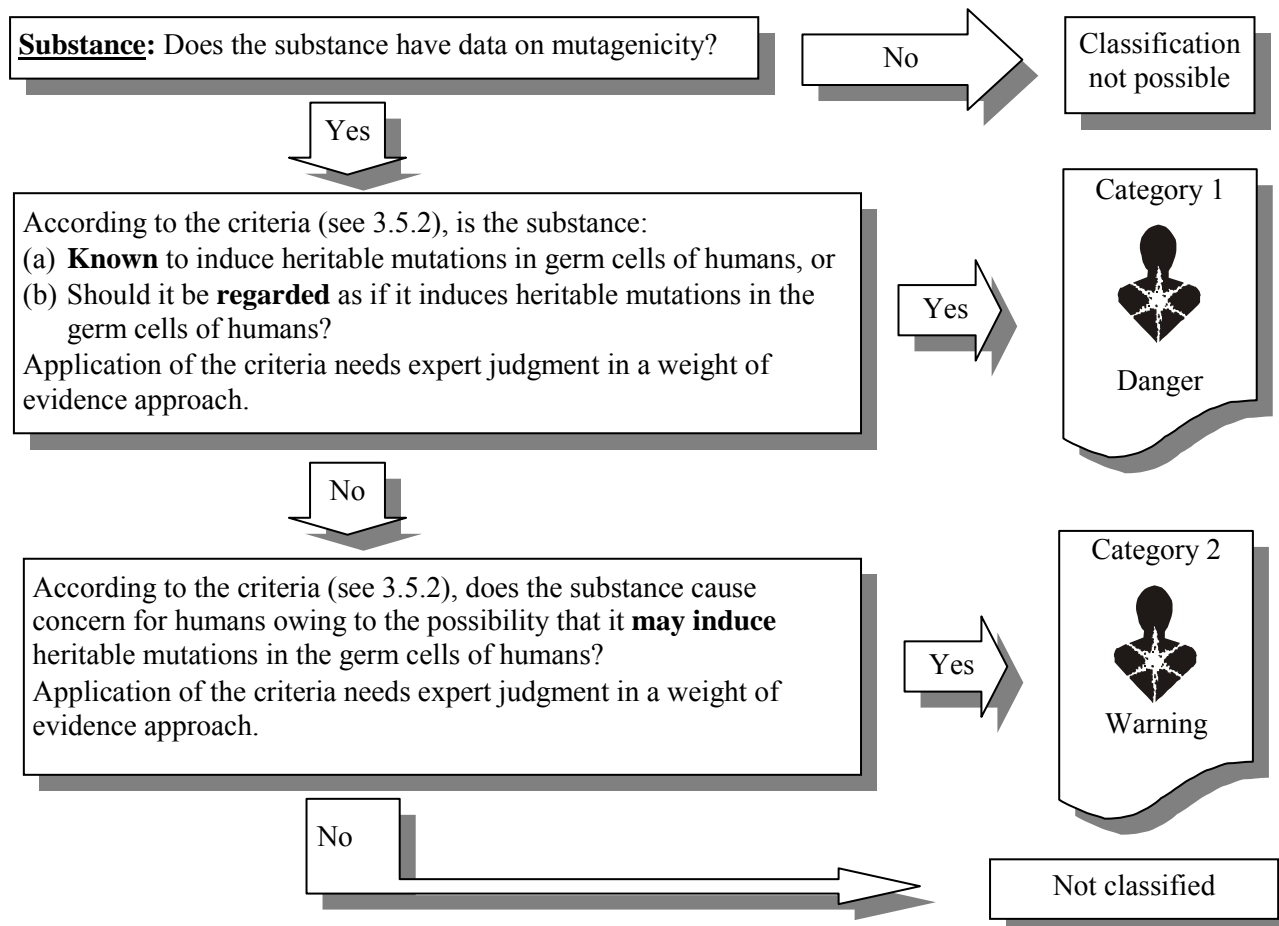 Substance: Does the substance have data on mutagenicity?
No
Classification
not possible
Yes
According to the criteria (see 3.5.2), is the substance:
(a) Known to induce heritable mutations in germ cells of humans, or
(b) Should it be regarded as if it induces heritable mutations in the
germ cells of humans?
Application of the criteria needs expert judgment in a weight of
evidence approach.
Yes
Category 1
Danger
No
According to the criteria (see 3.5.2), does the substance cause
concern for humans owing to the possibility that it may induce
heritable mutations in the germ cells of humans?
Application of the criteria needs expert judgment in a weight of
evidence approach.
Yes
Category 2
Warning
No
Not classified